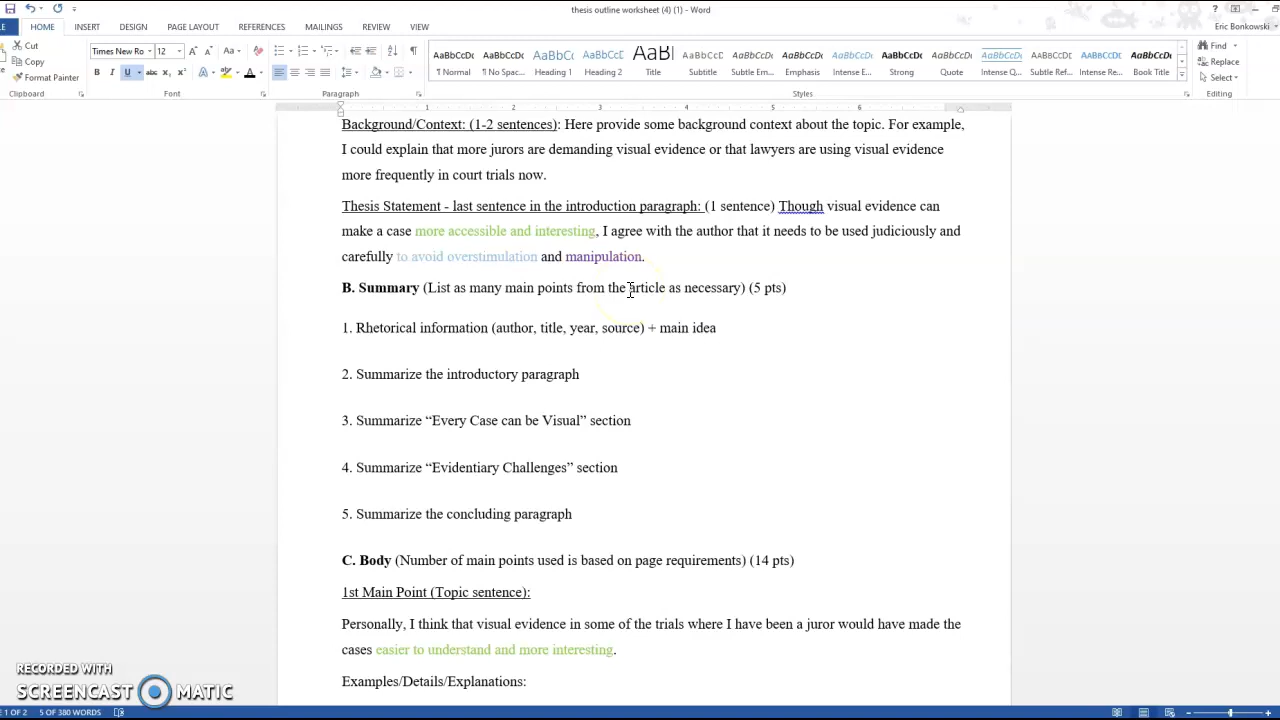 thesis outline worksheet (4) (1) - Word
HOME INSERT DESIGN PAGE LAYOUT REFERENCES MAILINGS REVIEW VIEW
Eric Bonkowski
Cut
Copy
Format Painter
Clipboard
Times New Ro 12
Font
Paragraph
AaBbCcDc AaBbCcDc AaBbCc AaBbCcE AaB AaBbCcD AaBbCcDc AaBbCcDc AaBbCcDc AaBbCcDc AaBbCcDc AaBbCcDc AaBbCcDc AaBbCcDc AaBbCcDc
¶ Normal ¶ No Spac... Heading 1 Heading 2 Title Subtitle Subtle Em... Emphasis Intense E... Strong Quote Intense Q... Subtle Ref... Intense Re... Book Title
Styles
Find
Replace
Select
Editing
1 2 3 4 5 6
Background/Context: (1-2 sentences): Here provide some background context about the topic. For example,
I could explain that more jurors are demanding visual evidence or that lawyers are using visual evidence
more frequently in court trials now.
Thesis Statement - last sentence in the introduction paragraph: (1 sentence) Though visual evidence can
make a case more accessible and interesting, I agree with the author that it needs to be used judiciously and
carefully to avoid overstimulation and manipulation.
B. Summary (List as many main points from the article as necessary) (5 pts)
1. Rhetorical information (author, title, year, source) + main idea
2. Summarize the introductory paragraph
3. Summarize “Every Case can be Visual” section
4. Summarize “Evidentiary Challenges” section
5. Summarize the concluding paragraph
C. Body (Number of main points used is based on page requirements) (14 pts)
1st Main Point (Topic sentence):
Personally, I think that visual evidence in some of the trials where I have been a juror would have made the
cases easier to understand and more interesting.
Examples/Details/Explanations:
RECORDED WITH
SCREENCAST MATIC
1 OF 2 5 OF 380 WORDS